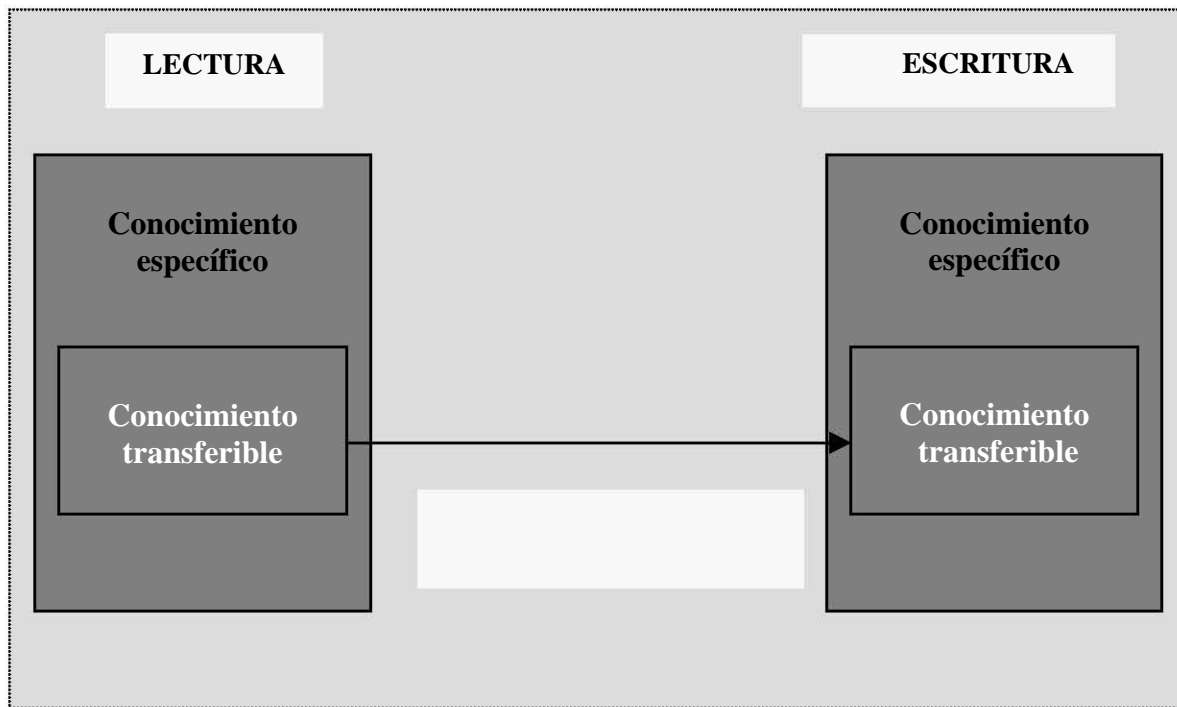 LECTURA
ESCRITURA
Conocimiento
específico
Conocimiento
específico
Conocimiento
transferible
Conocimiento
transferible